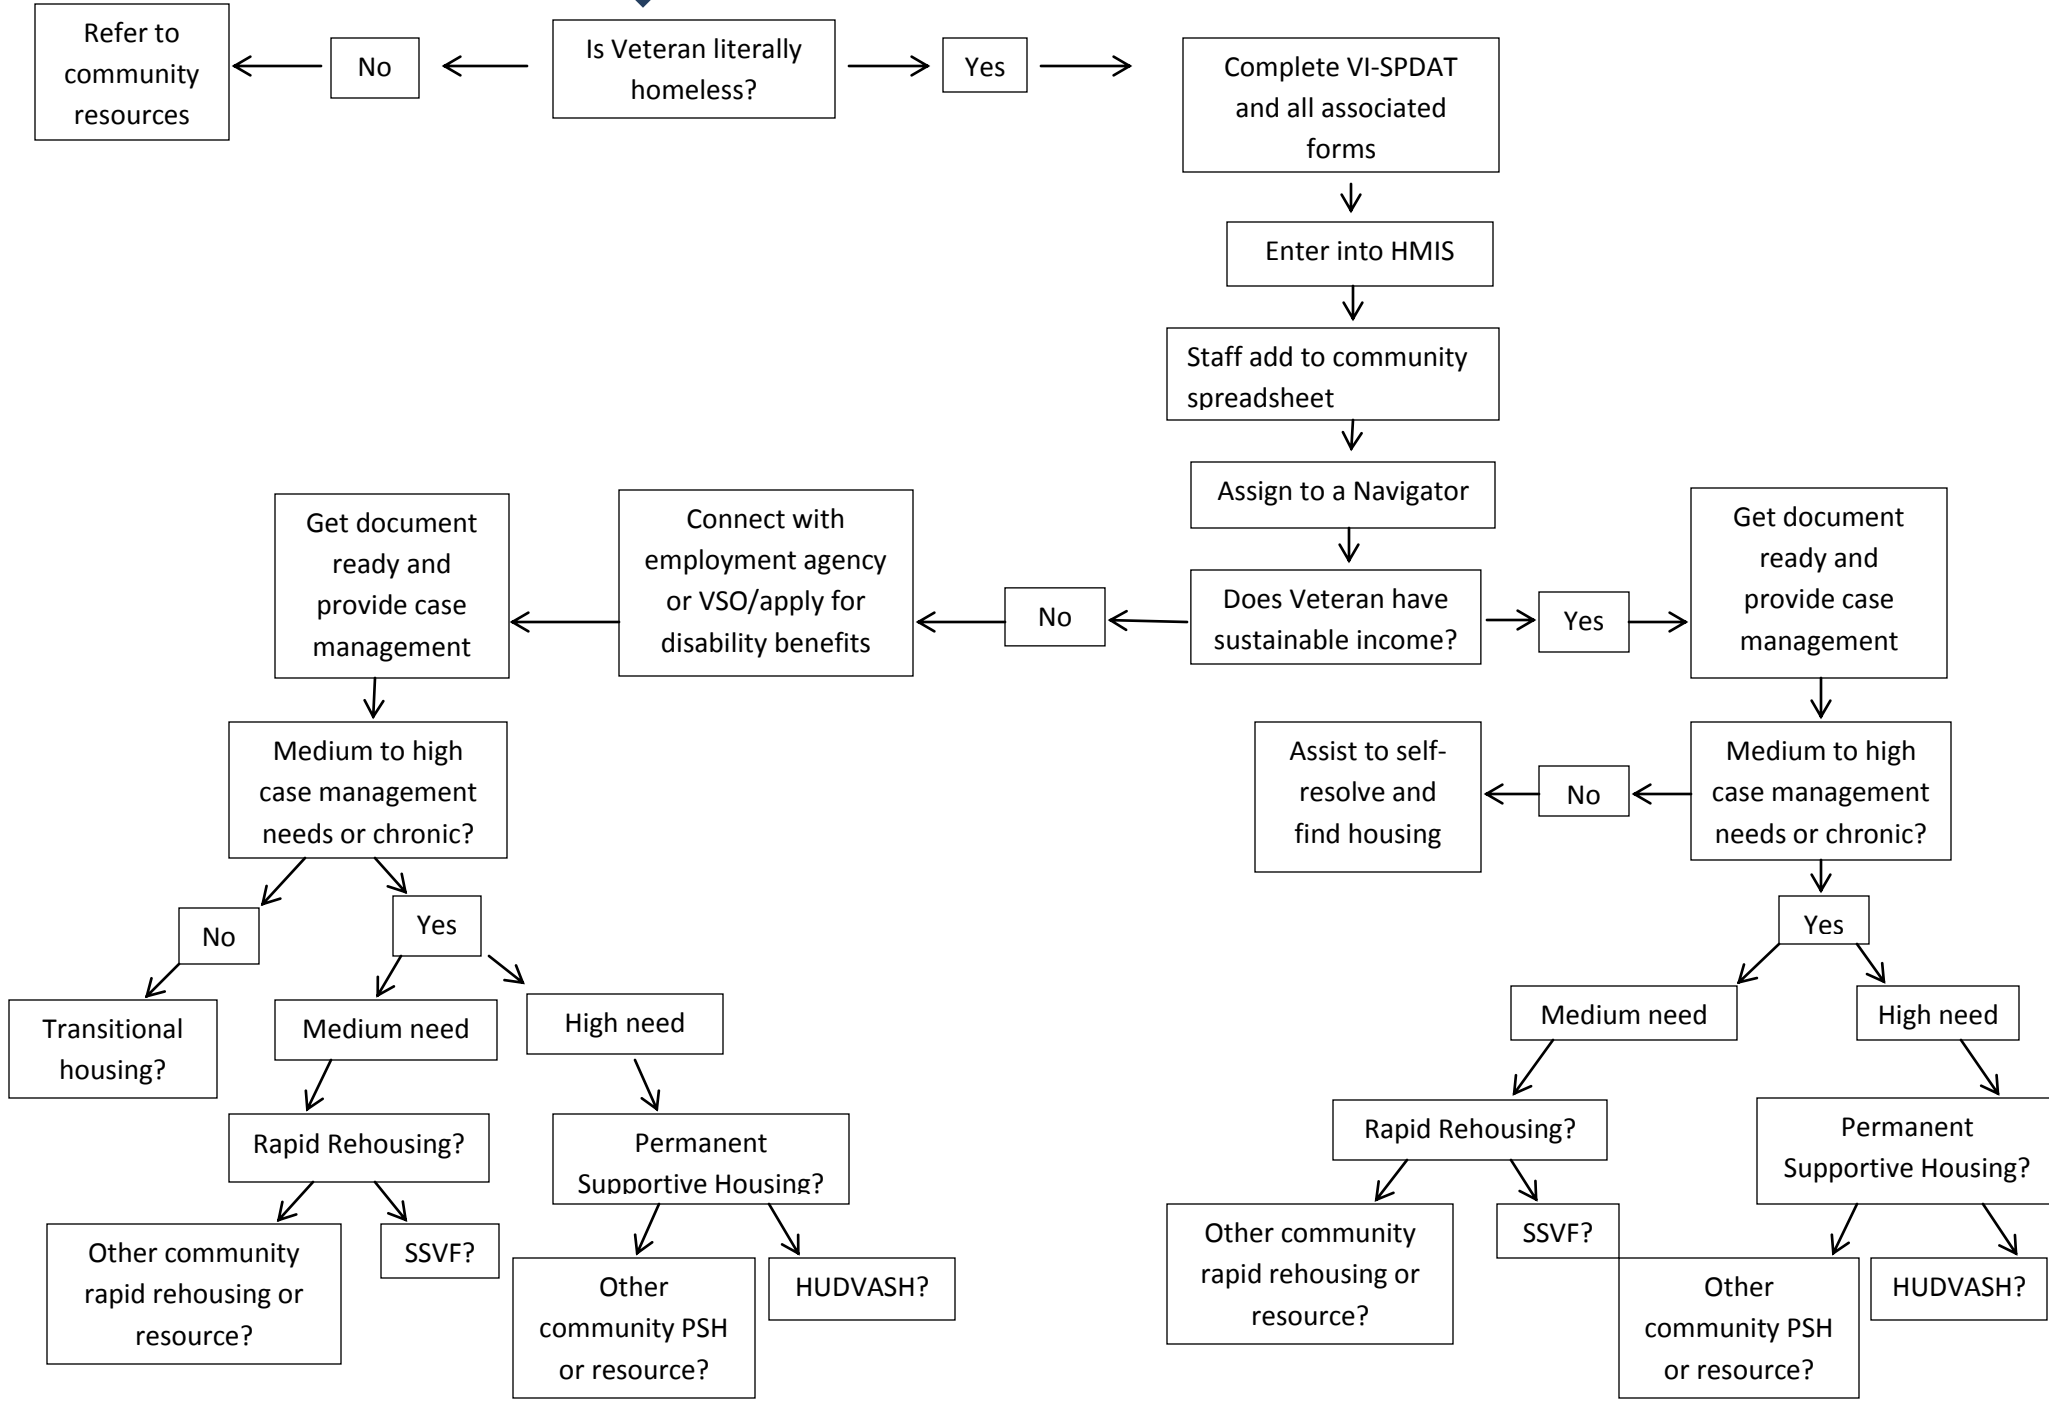 Refer to
community
resources
No
Is Veteran literally
homeless?
Yes
Complete VI-SPDAT
and all associated
forms
Enter into HMIS
Staff add to community
spreadsheet
Assign to a Navigator
Does Veteran have
sustainable income?
No
Connect with
employment agency
or VSO/apply for
disability benefits
Get document
ready and
provide case
management
Medium to high
case management
needs or chronic?
No
Transitional
housing?
Yes
Medium need
Rapid Rehousing?
Other community
rapid rehousing or
resource?
SSVF?
High need
Permanent
Supportive Housing?
Other
community PSH
or resource?
HUDVASH?
Yes
Get document
ready and
provide case
management
Medium to high
case management
needs or chronic?
No
Assist to self-
resolve and
find housing
Yes
Medium need
Rapid Rehousing?
Other community
rapid rehousing or
resource?
SSVF?
High need
Permanent
Supportive Housing?
Other
community PSH
or resource?
HUDVASH?